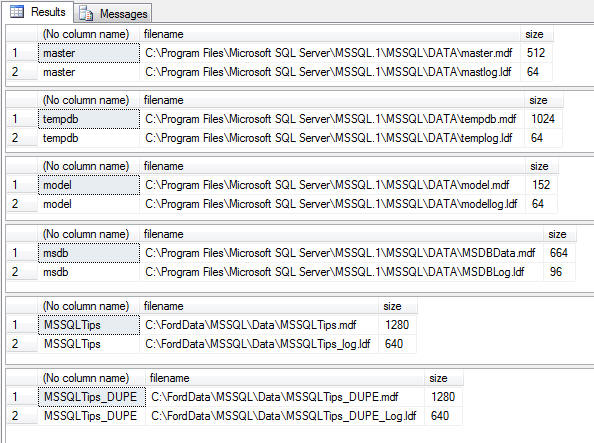 Results Messages
(No column name) filename size
1 master C:\Program Files\Microsoft SQL Server\MSSQL.1\MSSQL\DATA\master.mdf 512
2 master C:\Program Files\Microsoft SQL Server\MSSQL.1\MSSQL\DATA\mastlog.ldf 64
(No column name) filename size
1 tempdb C:\Program Files\Microsoft SQL Server\MSSQL.1\MSSQL\DATA\tempdb.mdf 1024
2 tempdb C:\Program Files\Microsoft SQL Server\MSSQL.1\MSSQL\DATA\templog.ldf 64
(No column name) filename size
1 model C:\Program Files\Microsoft SQL Server\MSSQL.1\MSSQL\DATA\model.mdf 152
2 model C:\Program Files\Microsoft SQL Server\MSSQL.1\MSSQL\DATA\modellog.ldf 64
(No column name) filename size
1 msdb C:\Program Files\Microsoft SQL Server\MSSQL.1\MSSQL\DATA\MSDBData.mdf 664
2 msdb C:\Program Files\Microsoft SQL Server\MSSQL.1\MSSQL\DATA\MSDBLog.ldf 96
(No column name) filename size
1 MSSQLTips C:\FordData\MSSQL\Data\MSSQLTips.mdf 1280
2 MSSQLTips C:\FordData\MSSQL\Data\MSSQLTips_log.ldf 640
(No column name) filename size
1 MSSQLTips_DUPE C:\FordData\MSSQL\Data\MSSQLTips_DUPE.mdf 1280
2 MSSQLTips_DUPE C:\FordData\MSSQL\Data\MSSQLTips_DUPE_Log.ldf 640